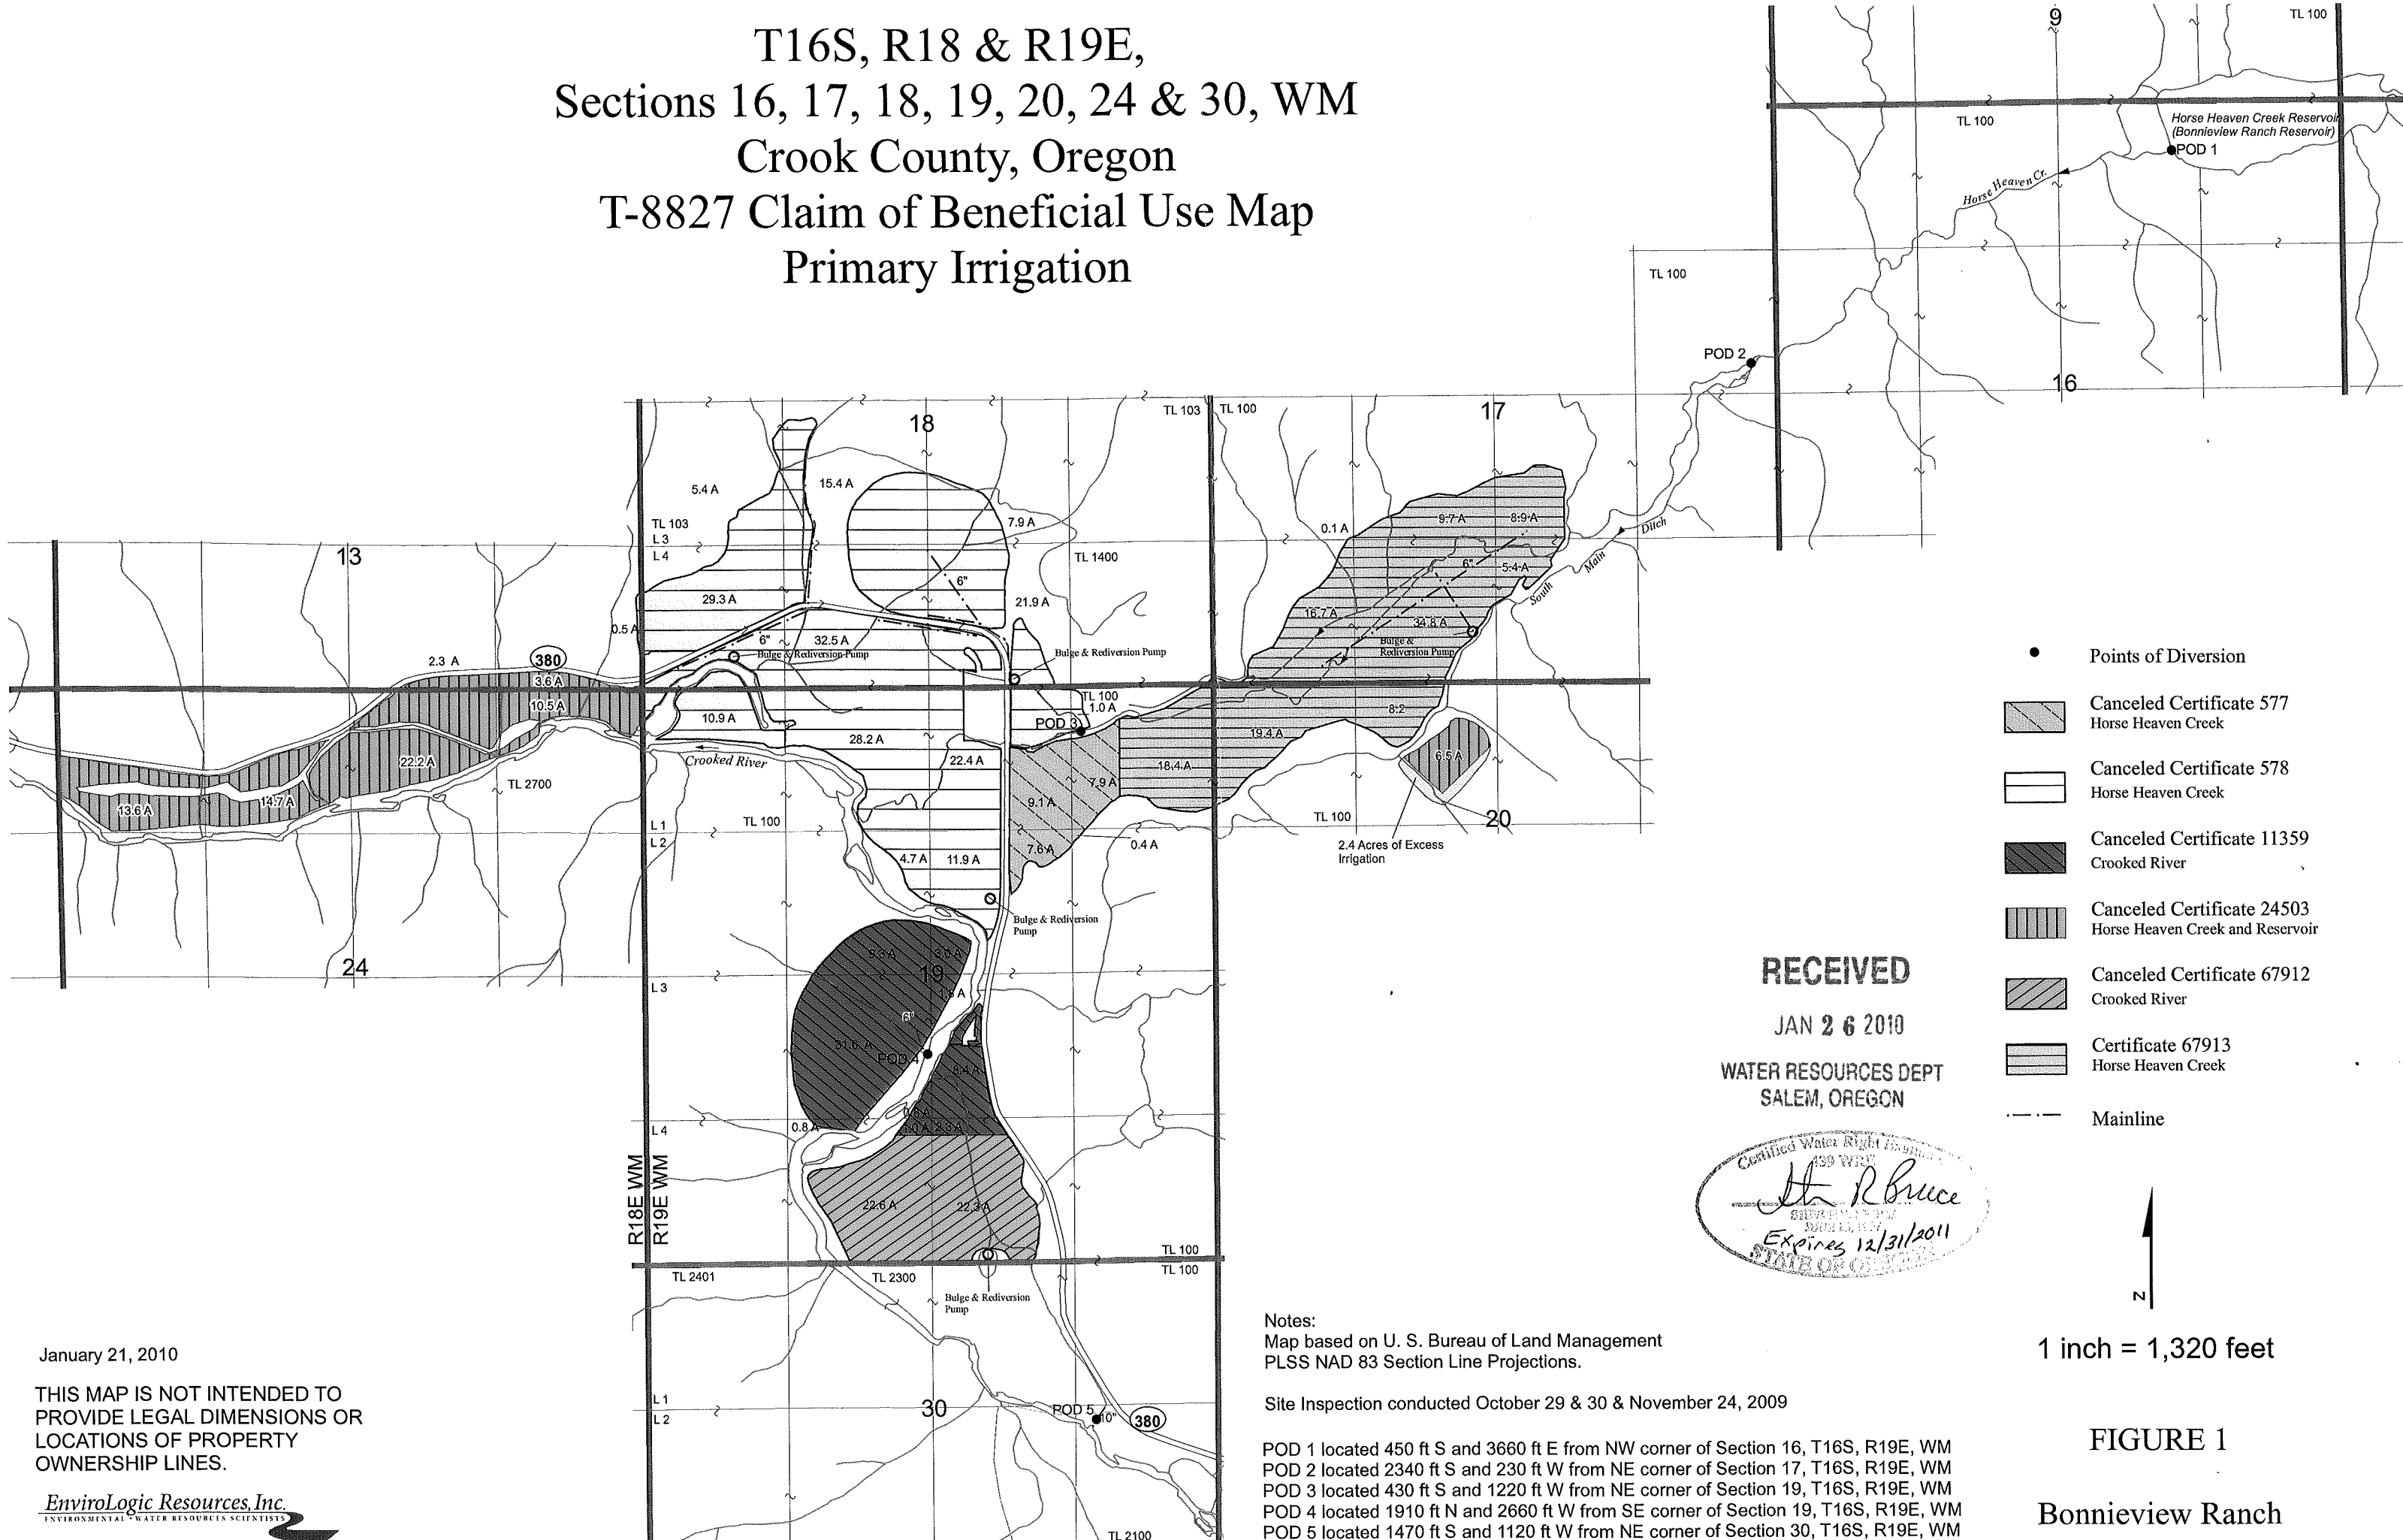 T16S, R18 & R19E,
Sections 16, 17, 18, 19, 20, 24 & 30, WM
Crook County, Oregon
T-8827 Claim of Beneficial Use Map
Primary Irrigation
9
TL 100
TL 100
Horse Heaven Creek Reservoir
(Bonnieview Ranch Reservoir)
POD 1
Horse Heaven Cr.
TL 100
POD 2
16
TL 103
TL 100
17
18
5.4 A
15.4 A
7.9 A
TL 103
L 3
L 4
TL 1400
0.1 A
9.7 A
8.9 A
South Main Ditch
13
6"
6"
5.4 A
29.3 A
21.9 A
16.7 A
34.8 A
0.5 A
6"
32.5 A
Bulge & Rediversion Pump
Bulge & Rediversion Pump
Bulge &
Rediversion Pump
2.3 A
380
3.6 A
10.5 A
TL 100
1.0 A
10.9 A
POD 3
8.2
28.2 A
19.4 A
22.4 A
6.5 A
Crooked River
22.2 A
18.4 A
7.9 A
TL 2700
14.7 A
13.6 A
9.1 A
TL 100
L 1
L 2
TL 100
20
7.6 A
0.4 A
2.4 Acres of Excess
Irrigation
4.7 A
11.9 A
Bulge & Rediversion
Pump
9.3 A
3.0 A
24
19
L 3
6"
31.6 A
POD 4
8.4 A
0.8 A
L 4
2.3 A
R18E WM
R19E WM
22.6 A
22.3 A
TL 100
TL 100
TL 2401
TL 2300
Bulge & Rediversion
Pump
L 1
L 2
30
POD 5
10"
380
TL 2100
Points of Diversion
Canceled Certificate 577
Horse Heaven Creek
Canceled Certificate 578
Horse Heaven Creek
Canceled Certificate 11359
Crooked River
Canceled Certificate 24503
Horse Heaven Creek and Reservoir
Canceled Certificate 67912
Crooked River
Certificate 67913
Horse Heaven Creek
Mainline
RECEIVED
JAN 26 2010
WATER RESOURCES DEPT
SALEM, OREGON
Certified Water Right
439 WRE
R Bruce
Expires 12/31/2011
STATE OF OREGON
N
1 inch = 1,320 feet
FIGURE 1
Bonnieview Ranch
Notes:
Map based on U. S. Bureau of Land Management
PLSS NAD 83 Section Line Projections.
Site Inspection conducted October 29 & 30 & November 24, 2009
POD 1 located 450 ft S and 3660 ft E from NW corner of Section 16, T16S, R19E, WM
POD 2 located 2340 ft S and 230 ft W from NE corner of Section 17, T16S, R19E, WM
POD 3 located 430 ft S and 1220 ft W from NE corner of Section 19, T16S, R19E, WM
POD 4 located 1910 ft N and 2660 ft W from SE corner of Section 19, T16S, R19E, WM
POD 5 located 1470 ft S and 1120 ft W from NE corner of Section 30, T16S, R19E, WM
January 21, 2010
THIS MAP IS NOT INTENDED TO
PROVIDE LEGAL DIMENSIONS OR
LOCATIONS OF PROPERTY
OWNERSHIP LINES.
EnviroLogic Resources, Inc.
ENVIRONMENTAL • WATER RESOURCES SCIENTISTS